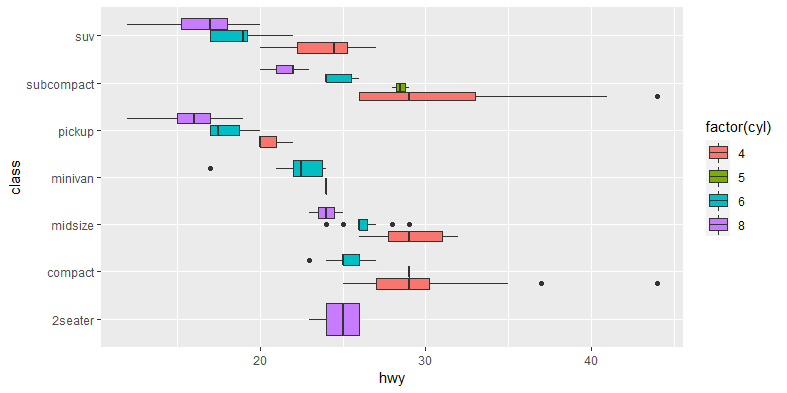 suv
subcompact
pickup
minivan
midsize
compact
2seater
class
20
30
40
hwy
factor(cyl)
4
5
6
8